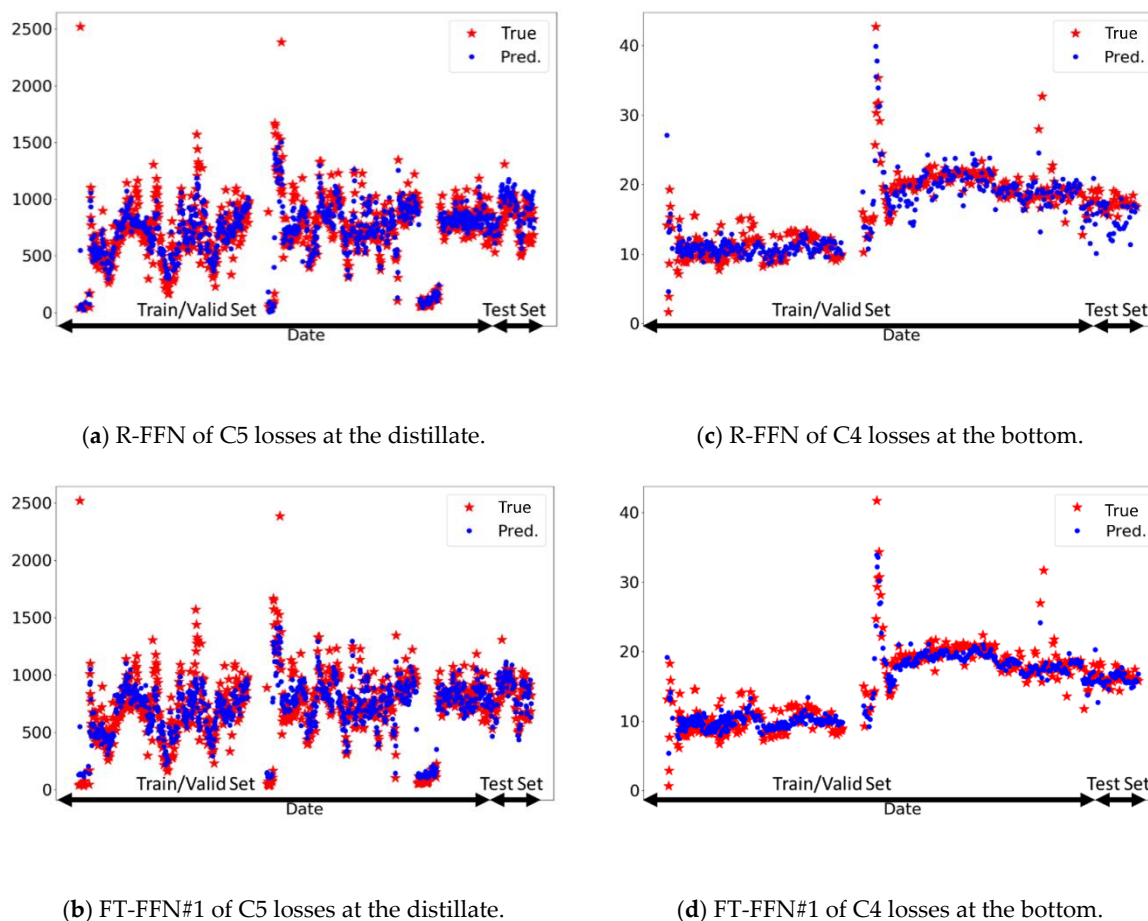 2500
2000
1500
1000
500
0
True
Pred.
Train/Valid Set
Test Set
Date
(a) R-FFN of C5 losses at the distillate.
40
30
20
10
0
True
Pred.
Train/Valid Set
Test Set
Date
(c) R-FFN of C4 losses at the bottom.
2500
2000
1500
1000
500
0
True
Pred.
Train/Valid Set
Test Set
Date
(b) FT-FFN#1 of C5 losses at the distillate.
40
30
20
10
0
True
Pred.
Train/Valid Set
Test Set
Date
(d) FT-FFN#1 of C4 losses at the bottom.